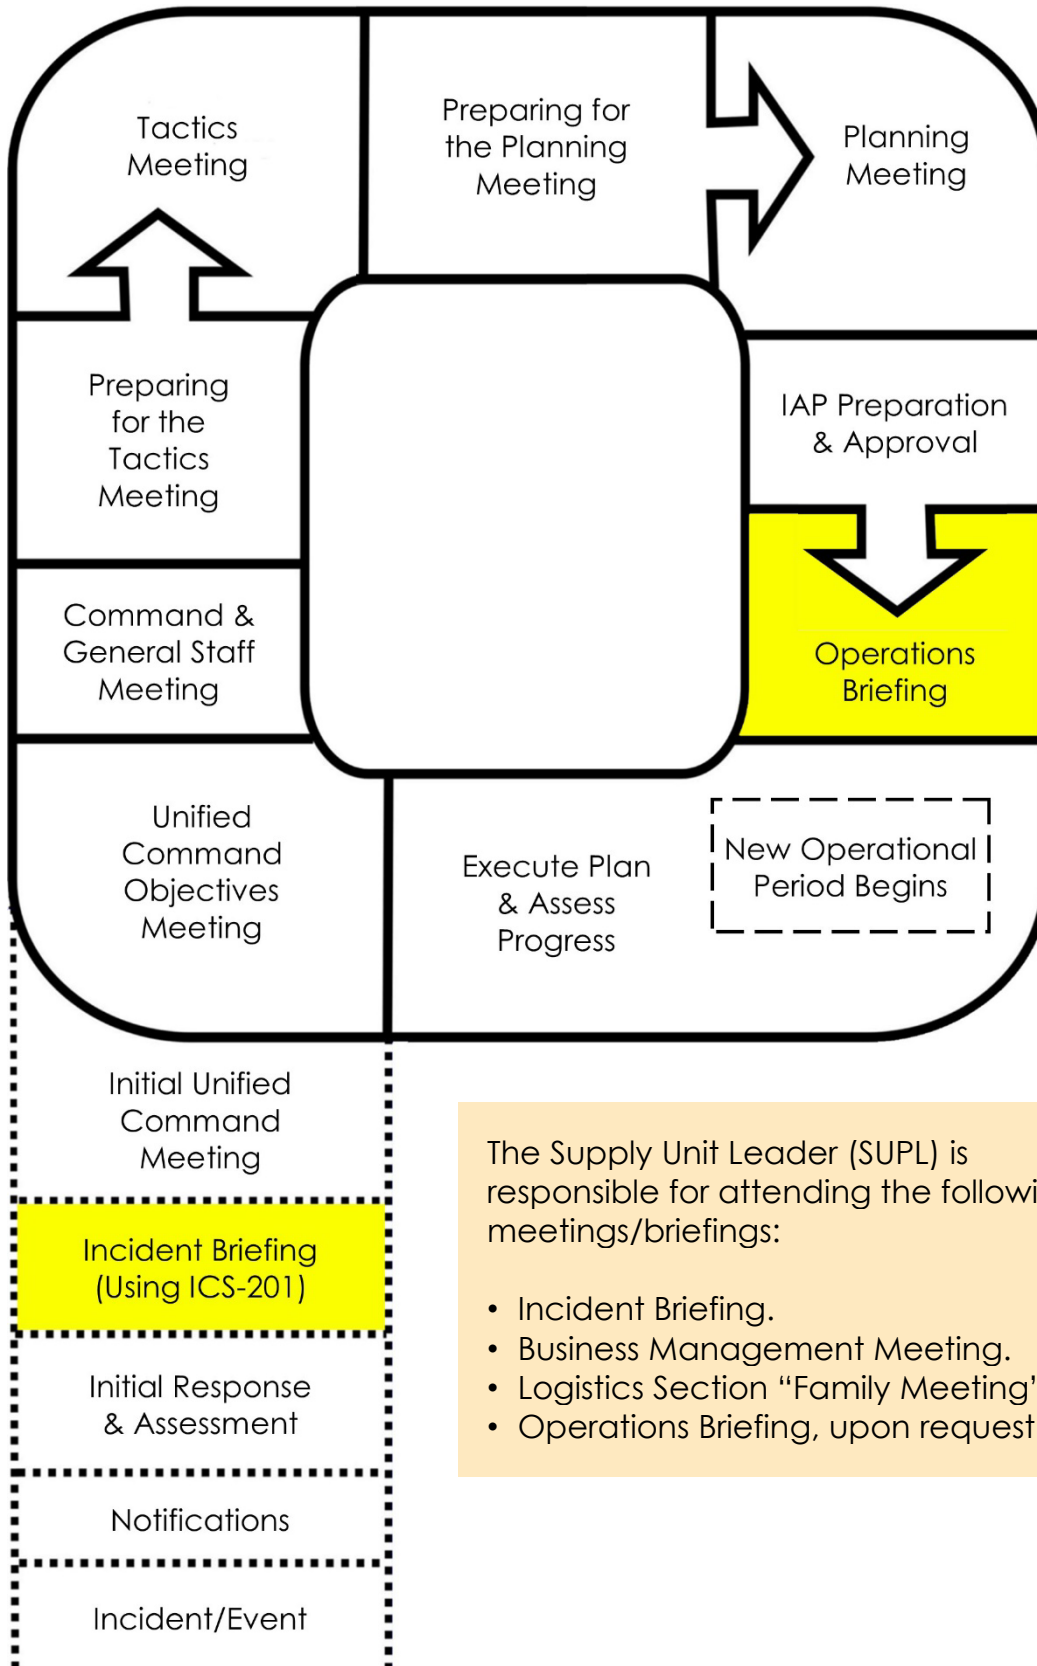 Tactics
Meeting
Preparing for
the Planning
Meeting
Planning
Meeting
Preparing
for the
Tactics
Meeting
IAP Preparation
& Approval
Command &
General Staff
Meeting
Operations
Briefing
Unified
Command
Objectives
Meeting
Execute Plan
& Assess
Progress
New Operational
Period Begins
Initial Unified
Command
Meeting
Incident Briefing
(Using ICS-201)
Initial Response
& Assessment
Notifications
Incident/Event
The Supply Unit Leader (SUPL) is
responsible for attending the followi
meetings/briefings:
• Incident Briefing.
• Business Management Meeting.
• Logistics Section “Family Meeting”
• Operations Briefing, upon request